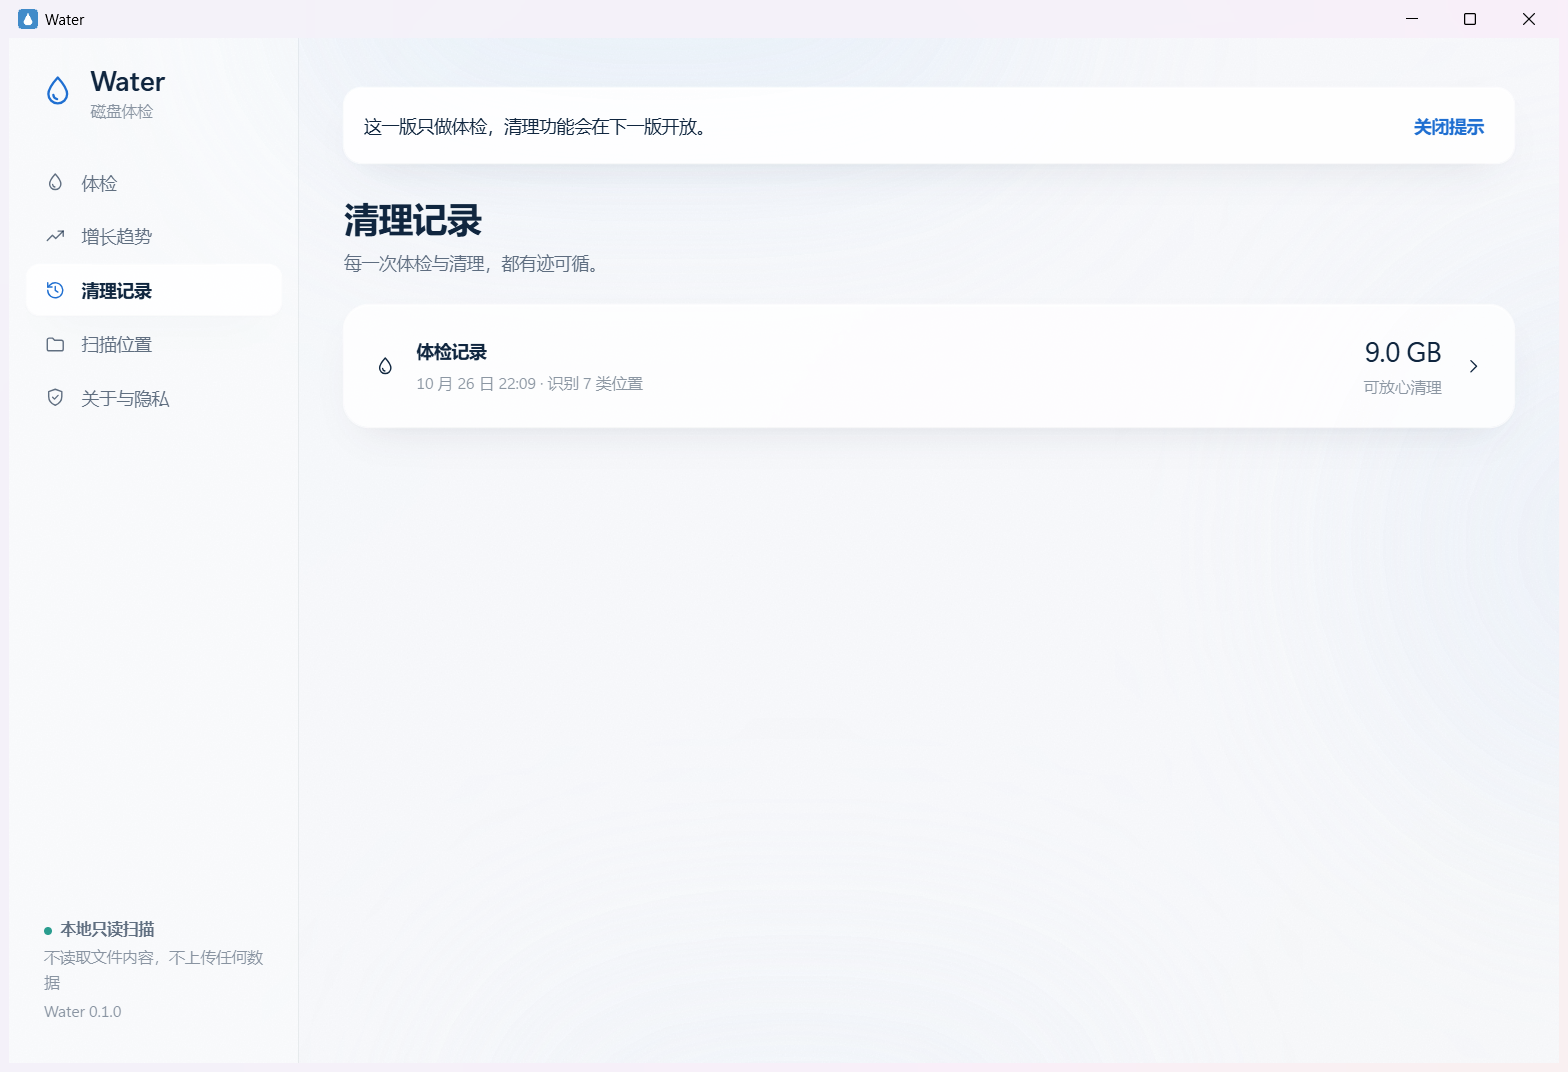 Water
Water
磁盘体检
体检
增长趋势
清理记录
扫描位置
关于与隐私
本地只读扫描
不读取文件内容，不上传任何数
据
Water 0.1.0
这一版只做体检，清理功能会在下一版开放。
关闭提示
清理记录
每一次体检与清理，都有迹可循。
体检记录
10 月 26 日 22:09 · 识别 7 类位置
9.0 GB
可放心清理